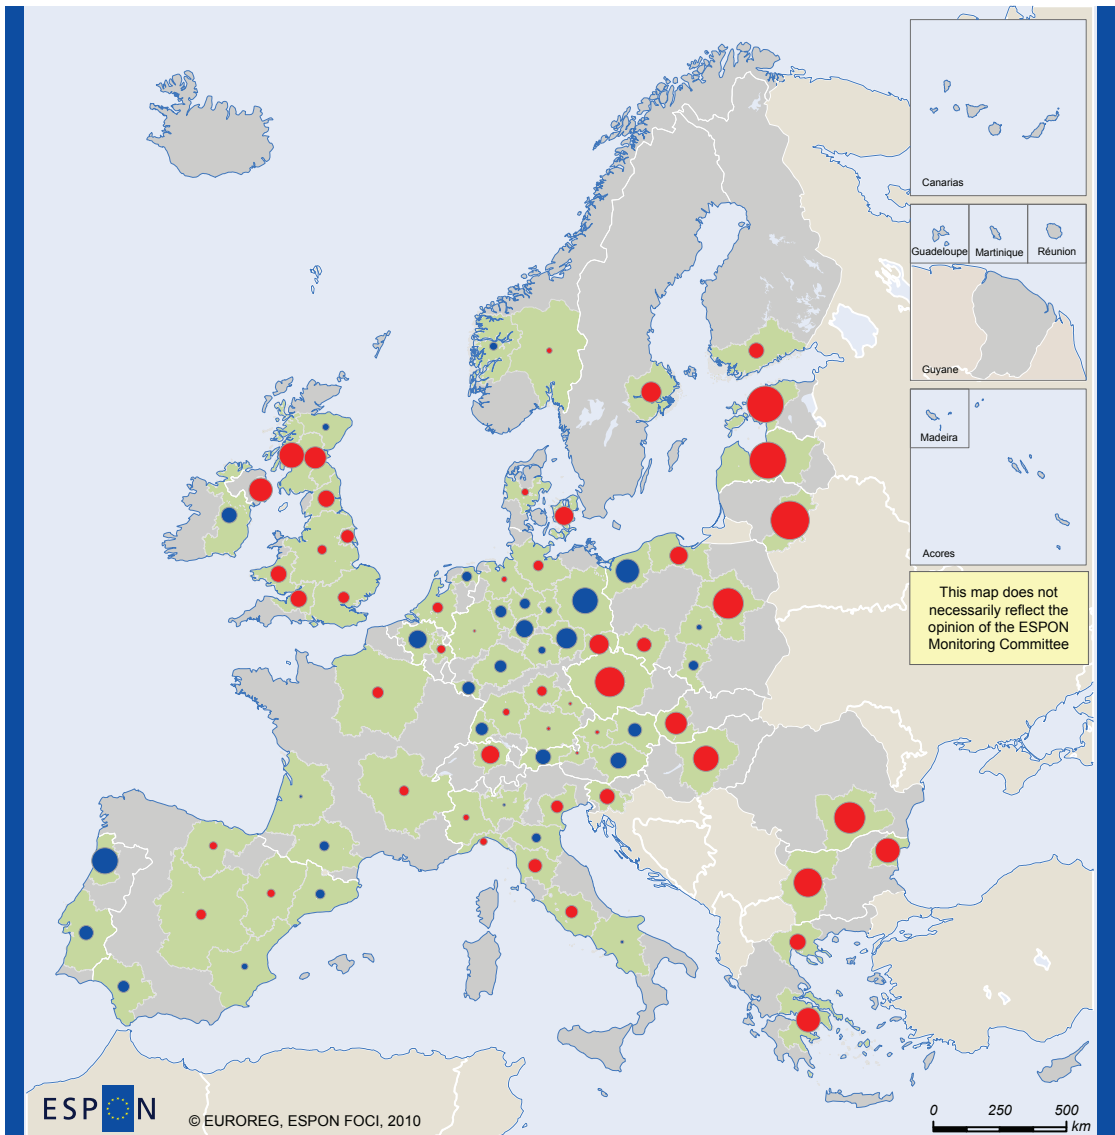 Canarias
Guadeloupe
Martinique
Réunion
Guyane
Madeira
Acores
This map does not
necessarily reflect the
opinion of the ESPON
Monitoring Committee
ESPON
© EUROREG, ESPON FOCI, 2010
0 250 500
km